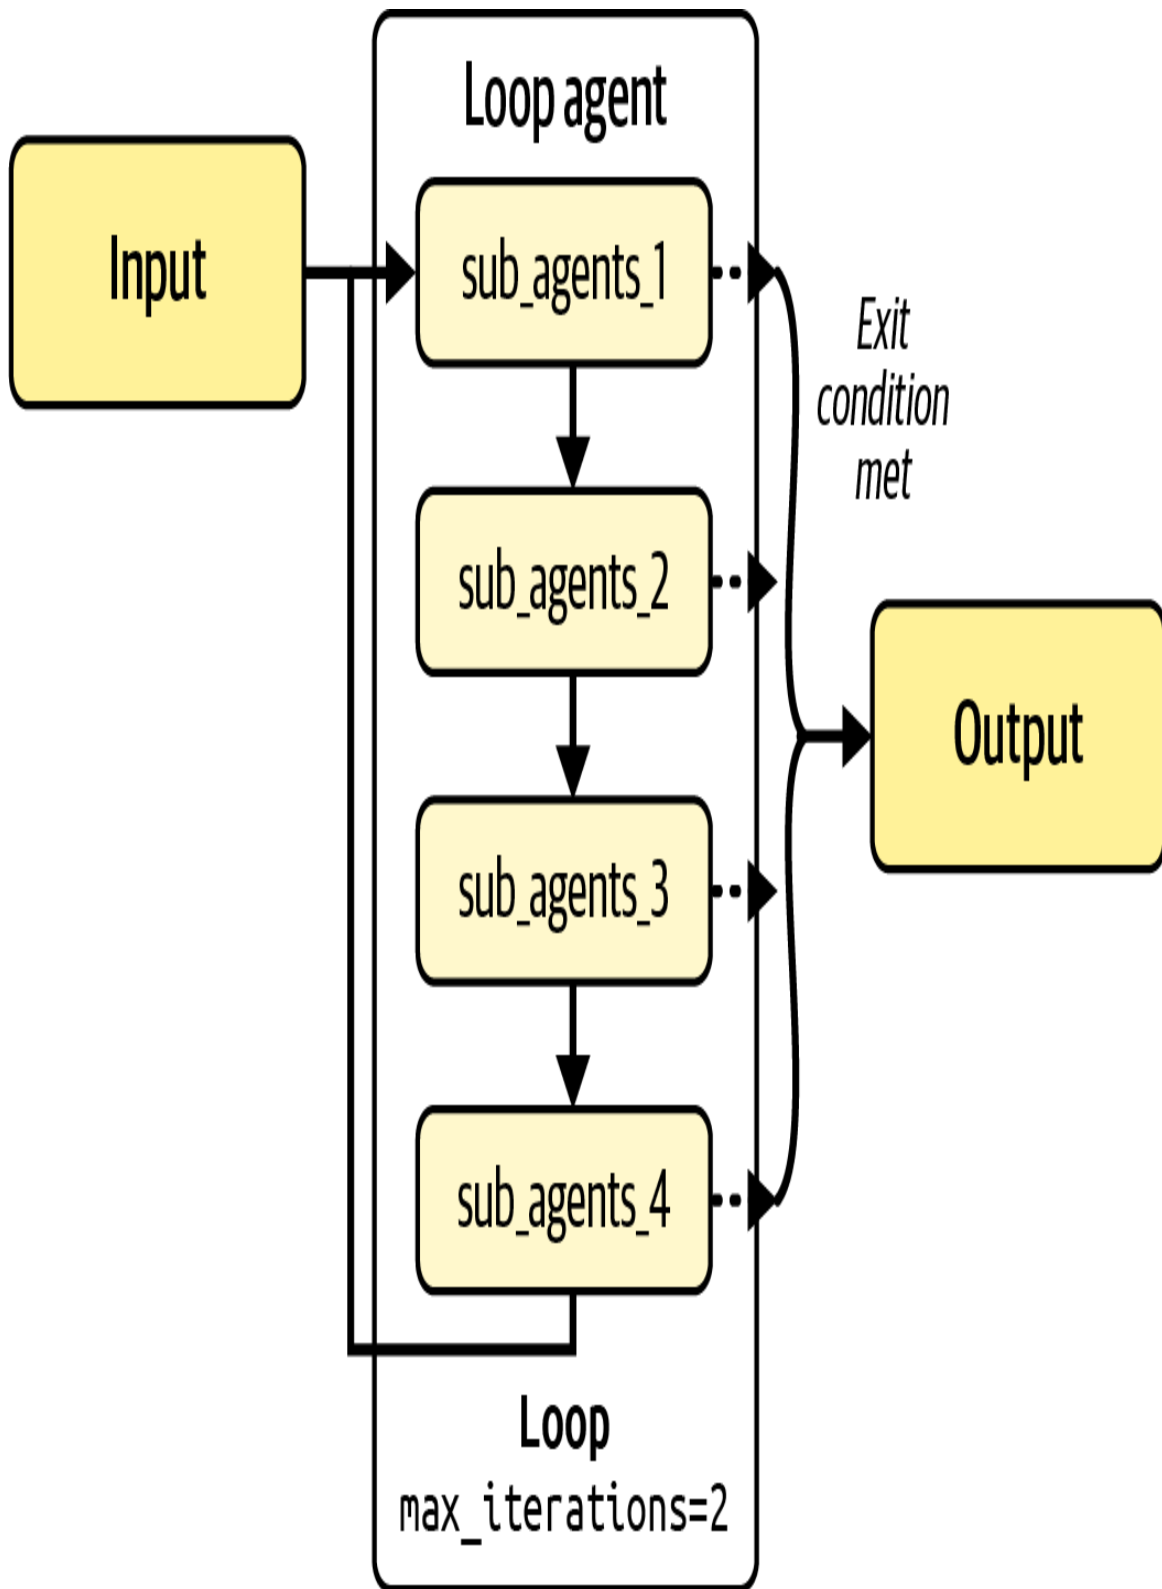 Loop agent
Input
sub_agents_1
Exit
condition
met
sub_agents_2
Output
sub_agents_3
sub_agents_4
Loop
max_iterations=2